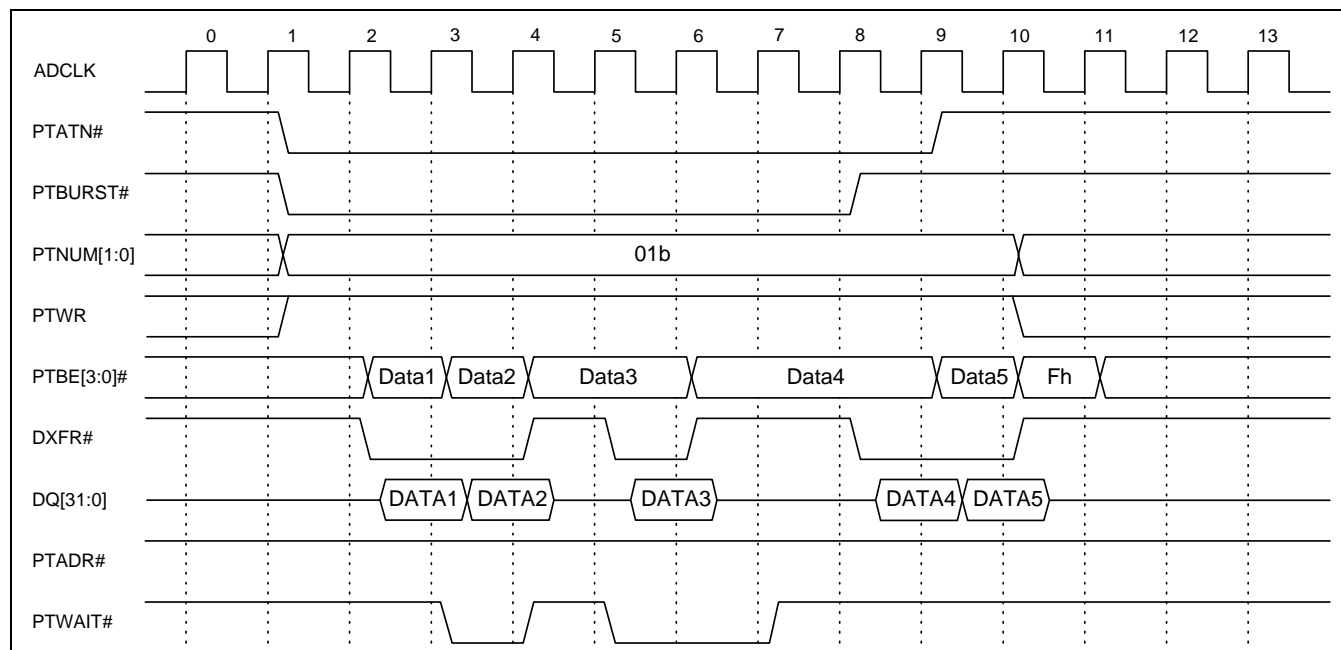 0 1 2 3 4 5 6 7 8 9 10 11 12 13
ADCLK
PTATN#
PTBURST#
PTNUM[1:0] 01b
PTWR
PTBE[3:0]# Data1 Data2 Data3 Data4 Data5 Fh
DXFR#
DQ[31:0] DATA1 DATA2 DATA3 DATA4 DATA5
PTADR#
PTWAIT#